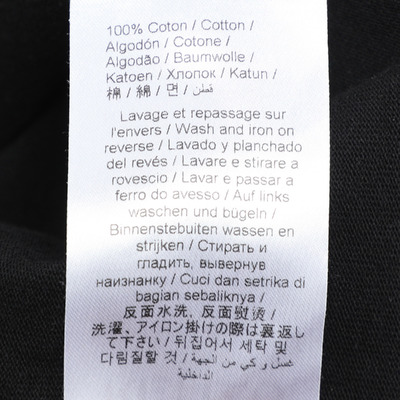 100% Coton / Cotton /
Algodón / Cotone /
Algodão / Baumwolle /
Katoen / Хлопок / Katun /
棉 / 綿 / 면 / قطن
Lavage et repassage sur
l'envers / Wash and iron on
reverse / Lavado y planchado
del revés / Lavare e stirare a
rovescio / Lavar e passar a
ferro do avesso / Auf links
waschen und bügeln /
Binnenstebuiten wassen en
strijken / Стирать и
гладить, вывернув
наизнанку / Cuci dan setrika di
bagian sebaliknya /
反面水洗, 反面熨烫 /
洗濯、アイロン掛けの際は裏返し
て下さい / 뒤집어서 세탁 및
다림질할 것 / غسل و كي من الجهة
الداخلية